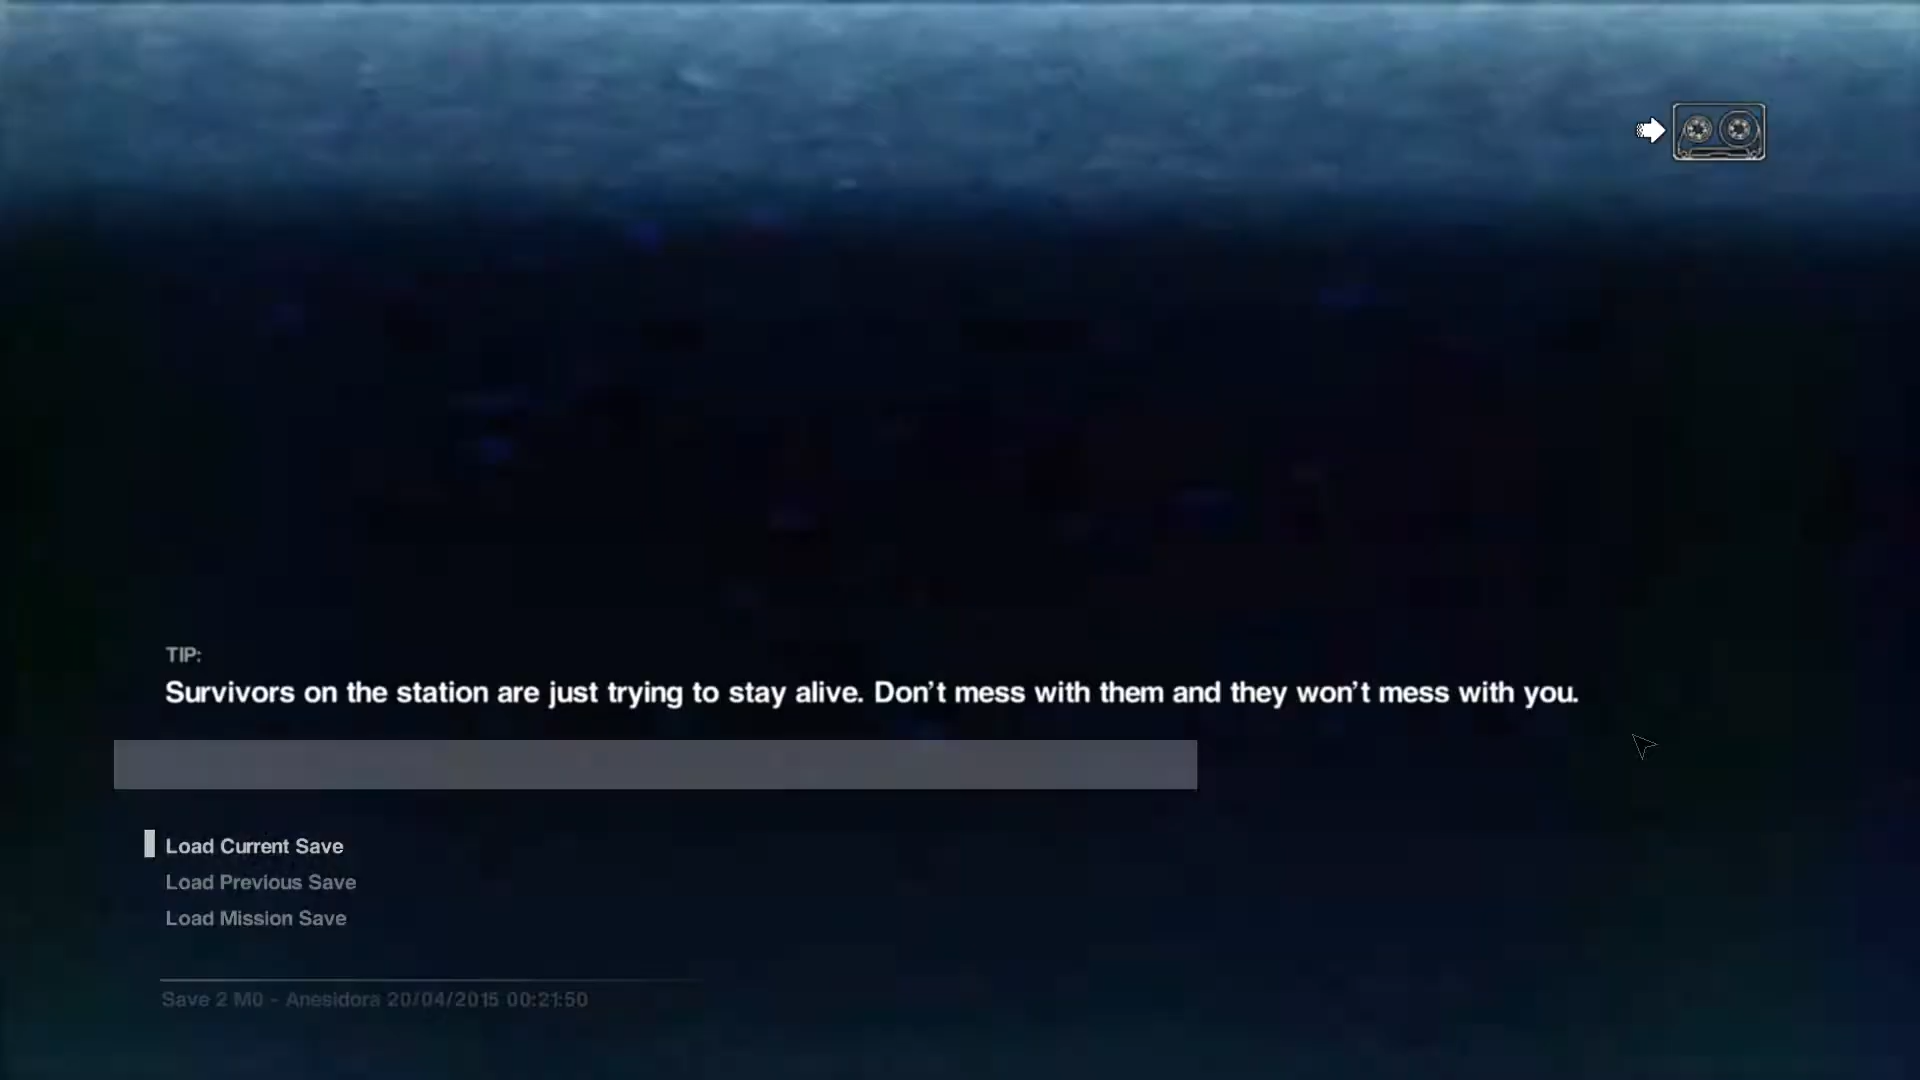 TIP:
Survivors on the station are just trying to stay alive. Don't mess with them and they won't mess with you.
Load Current Save
Load Previous Save
Load Mission Save
Save 2 M0 - Anesidora 20/04/2015 00:21:50